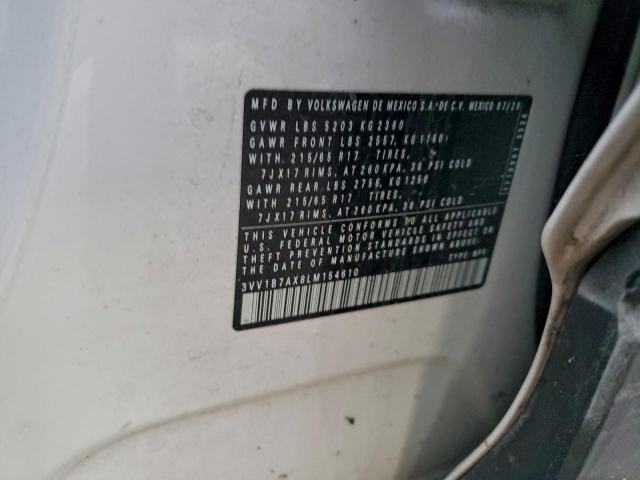 MFD BY VOLKSWAGEN DE MEXICO S.A. DE C.V. MEXICO 07/20
GVWR LBS 5203 KG 2360
GAWR FRONT LBS 2557, KG 1160
WITH. 215/65 R17 TIRES,
7JX17 RIMS, AT 260 KPA, 38 PSI COLD
GAWR REAR LBS 2756, KG 1250
WITH. 215/65 R17 TIRES,
7JX17 RIMS, AT 260 KPA, 38 PSI COLD
THIS VEHICLE CONFORMS TO ALL APPLICABLE
U.S. FEDERAL MOTOR VEHICLE SAFETY AND
THEFT PREVENTION STANDARDS IN EFFECT
ON THE DATE OF MANUFACTURE SHOWN ABOVE.
TYPE: MPV
3VV1B7AX8LM154610